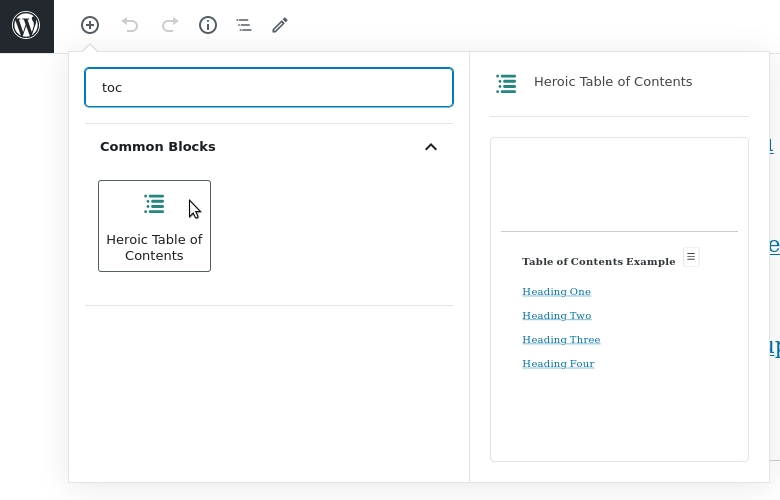 toc
Heroic Table of Contents
Common Blocks
Heroic Table of
Contents
Table of Contents Example
Heading One
Heading Two
Heading Three
Heading Four